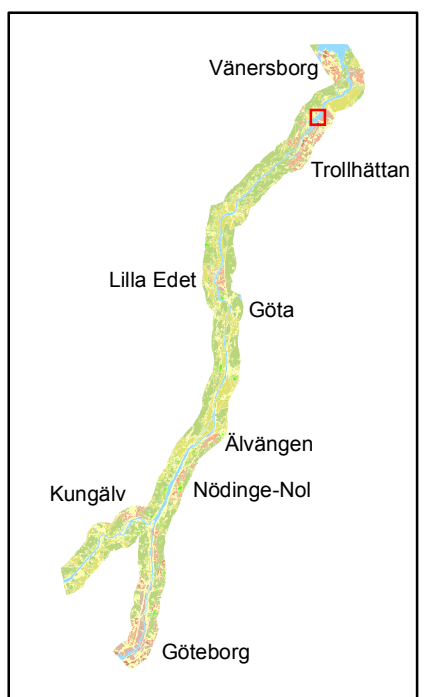 Vänersborg
Trollhättan
Lilla Edet
Göta
Älvängen
Kungälv
Nödinge-Nol
Göteborg